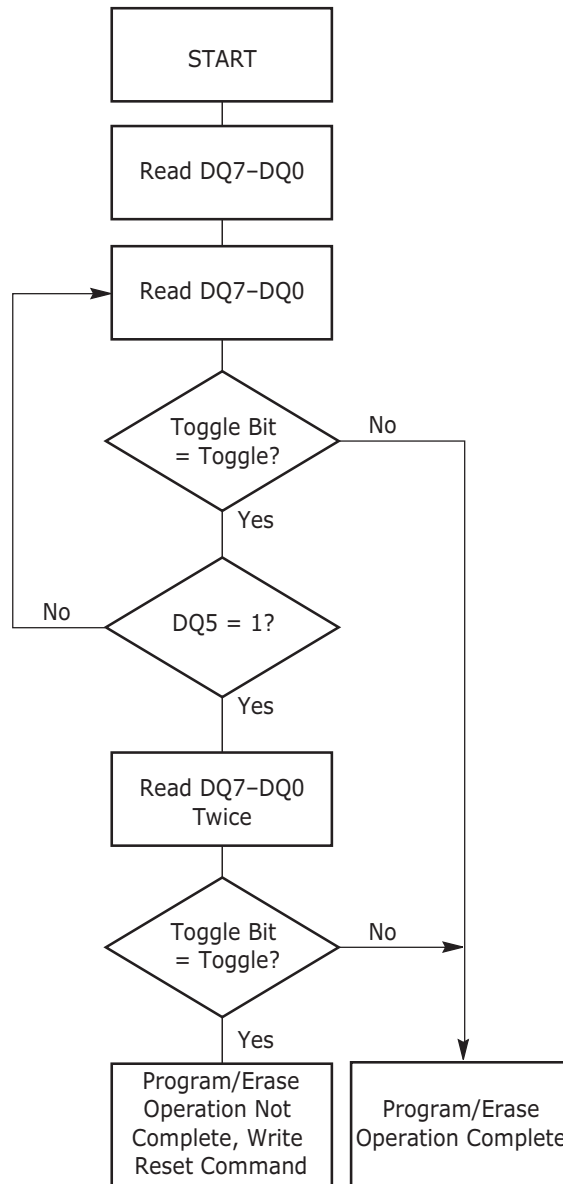 START
Read DQ7–DQ0
Read DQ7–DQ0
Toggle Bit
= Toggle?
No
Yes
No
DQ5 = 1?
Yes
Read DQ7–DQ0
Twice
Toggle Bit
= Toggle?
No
Yes
Program/Erase
Operation Not
Complete, Write
Reset Command
Program/Erase
Operation Complete